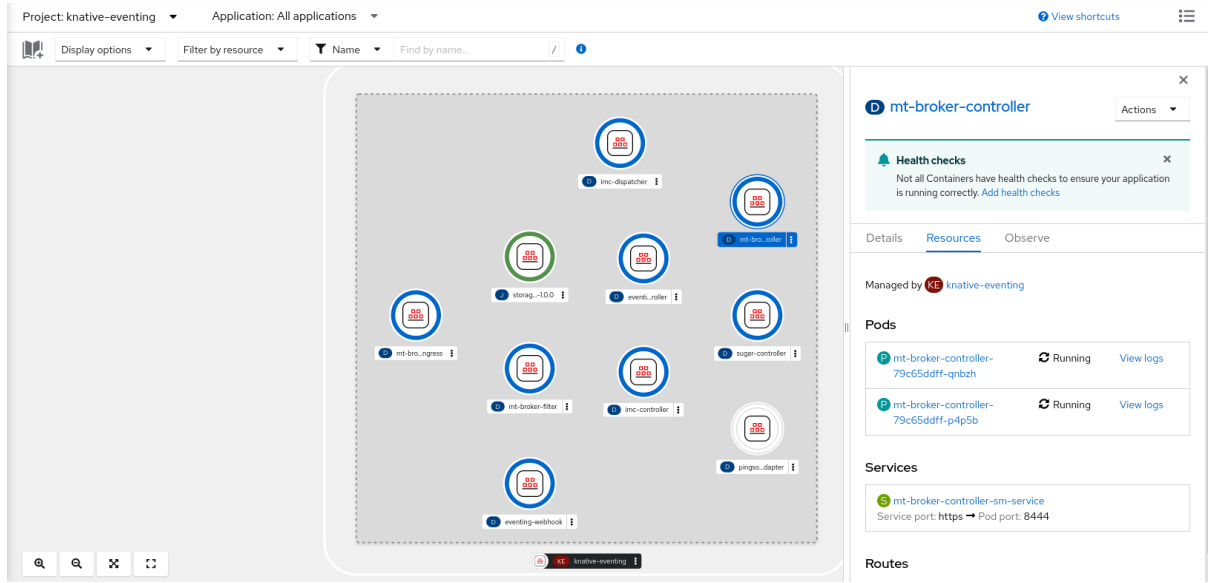 Project: knative-eventing
Application: All applications
View shortcuts
Display options
Filter by resource
Name
Find by name...
/
D imc-dispatcher
D mt-bro...roller
J storag...-1.0.0
D eventi...roller
D mt-bro...ngress
D sugar-controller
D mt-broker-filter
D imc-controller
D pingso...dapter
D eventing-webhook
KE knative-eventing
D mt-broker-controller
Actions
Health checks
Not all Containers have health checks to ensure your application
is running correctly. Add health checks
Details Resources Observe
Managed by KE knative-eventing
Pods
P mt-broker-controller-
79c65ddff-qnbzh
Running
View logs
P mt-broker-controller-
79c65ddff-p4p5b
Running
View logs
Services
S mt-broker-controller-sm-service
Service port: https → Pod port: 8444
Routes